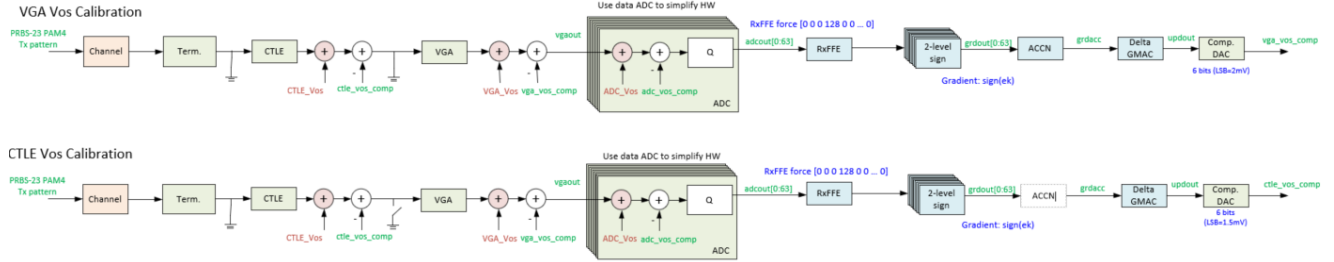 VGA Vos Calibration
Use data ADC to simplify HW
PRBS-23 PAM4
Tx pattern
Channel
Term.
CTLE
+
+
-
CTLE_Vos
ctle_vos_comp
VGA
+
+
-
VGA_Vos
vga_vos_comp
vgaout
+
+
-
Q
ADC_Vos
adc_vos_comp
ADC
adcout[0:63]
RxFFE force [0 0 0 128 0 0 ... 0]
RxFFE
2-level
sign
grdout[0:63]
Gradient: sign(ek)
ACCN
grdacc
Delta
GMAC
updout
Comp.
DAC
6 bits (LSB=2mV)
vga_vos_comp
CTLE Vos Calibration
Use data ADC to simplify HW
PRBS-23 PAM4
Tx pattern
Channel
Term.
CTLE
+
+
-
CTLE_Vos
ctle_vos_comp
VGA
+
+
-
VGA_Vos
vga_vos_comp
vgaout
+
+
-
Q
ADC_Vos
adc_vos_comp
ADC
adcout[0:63]
RxFFE force [0 0 0 128 0 0 ... 0]
RxFFE
2-level
sign
grdout[0:63]
Gradient: sign(ek)
ACCN
grdacc
Delta
GMAC
updout
Comp.
DAC
6 bits
(LSB=1.5mV)
ctle_vos_comp